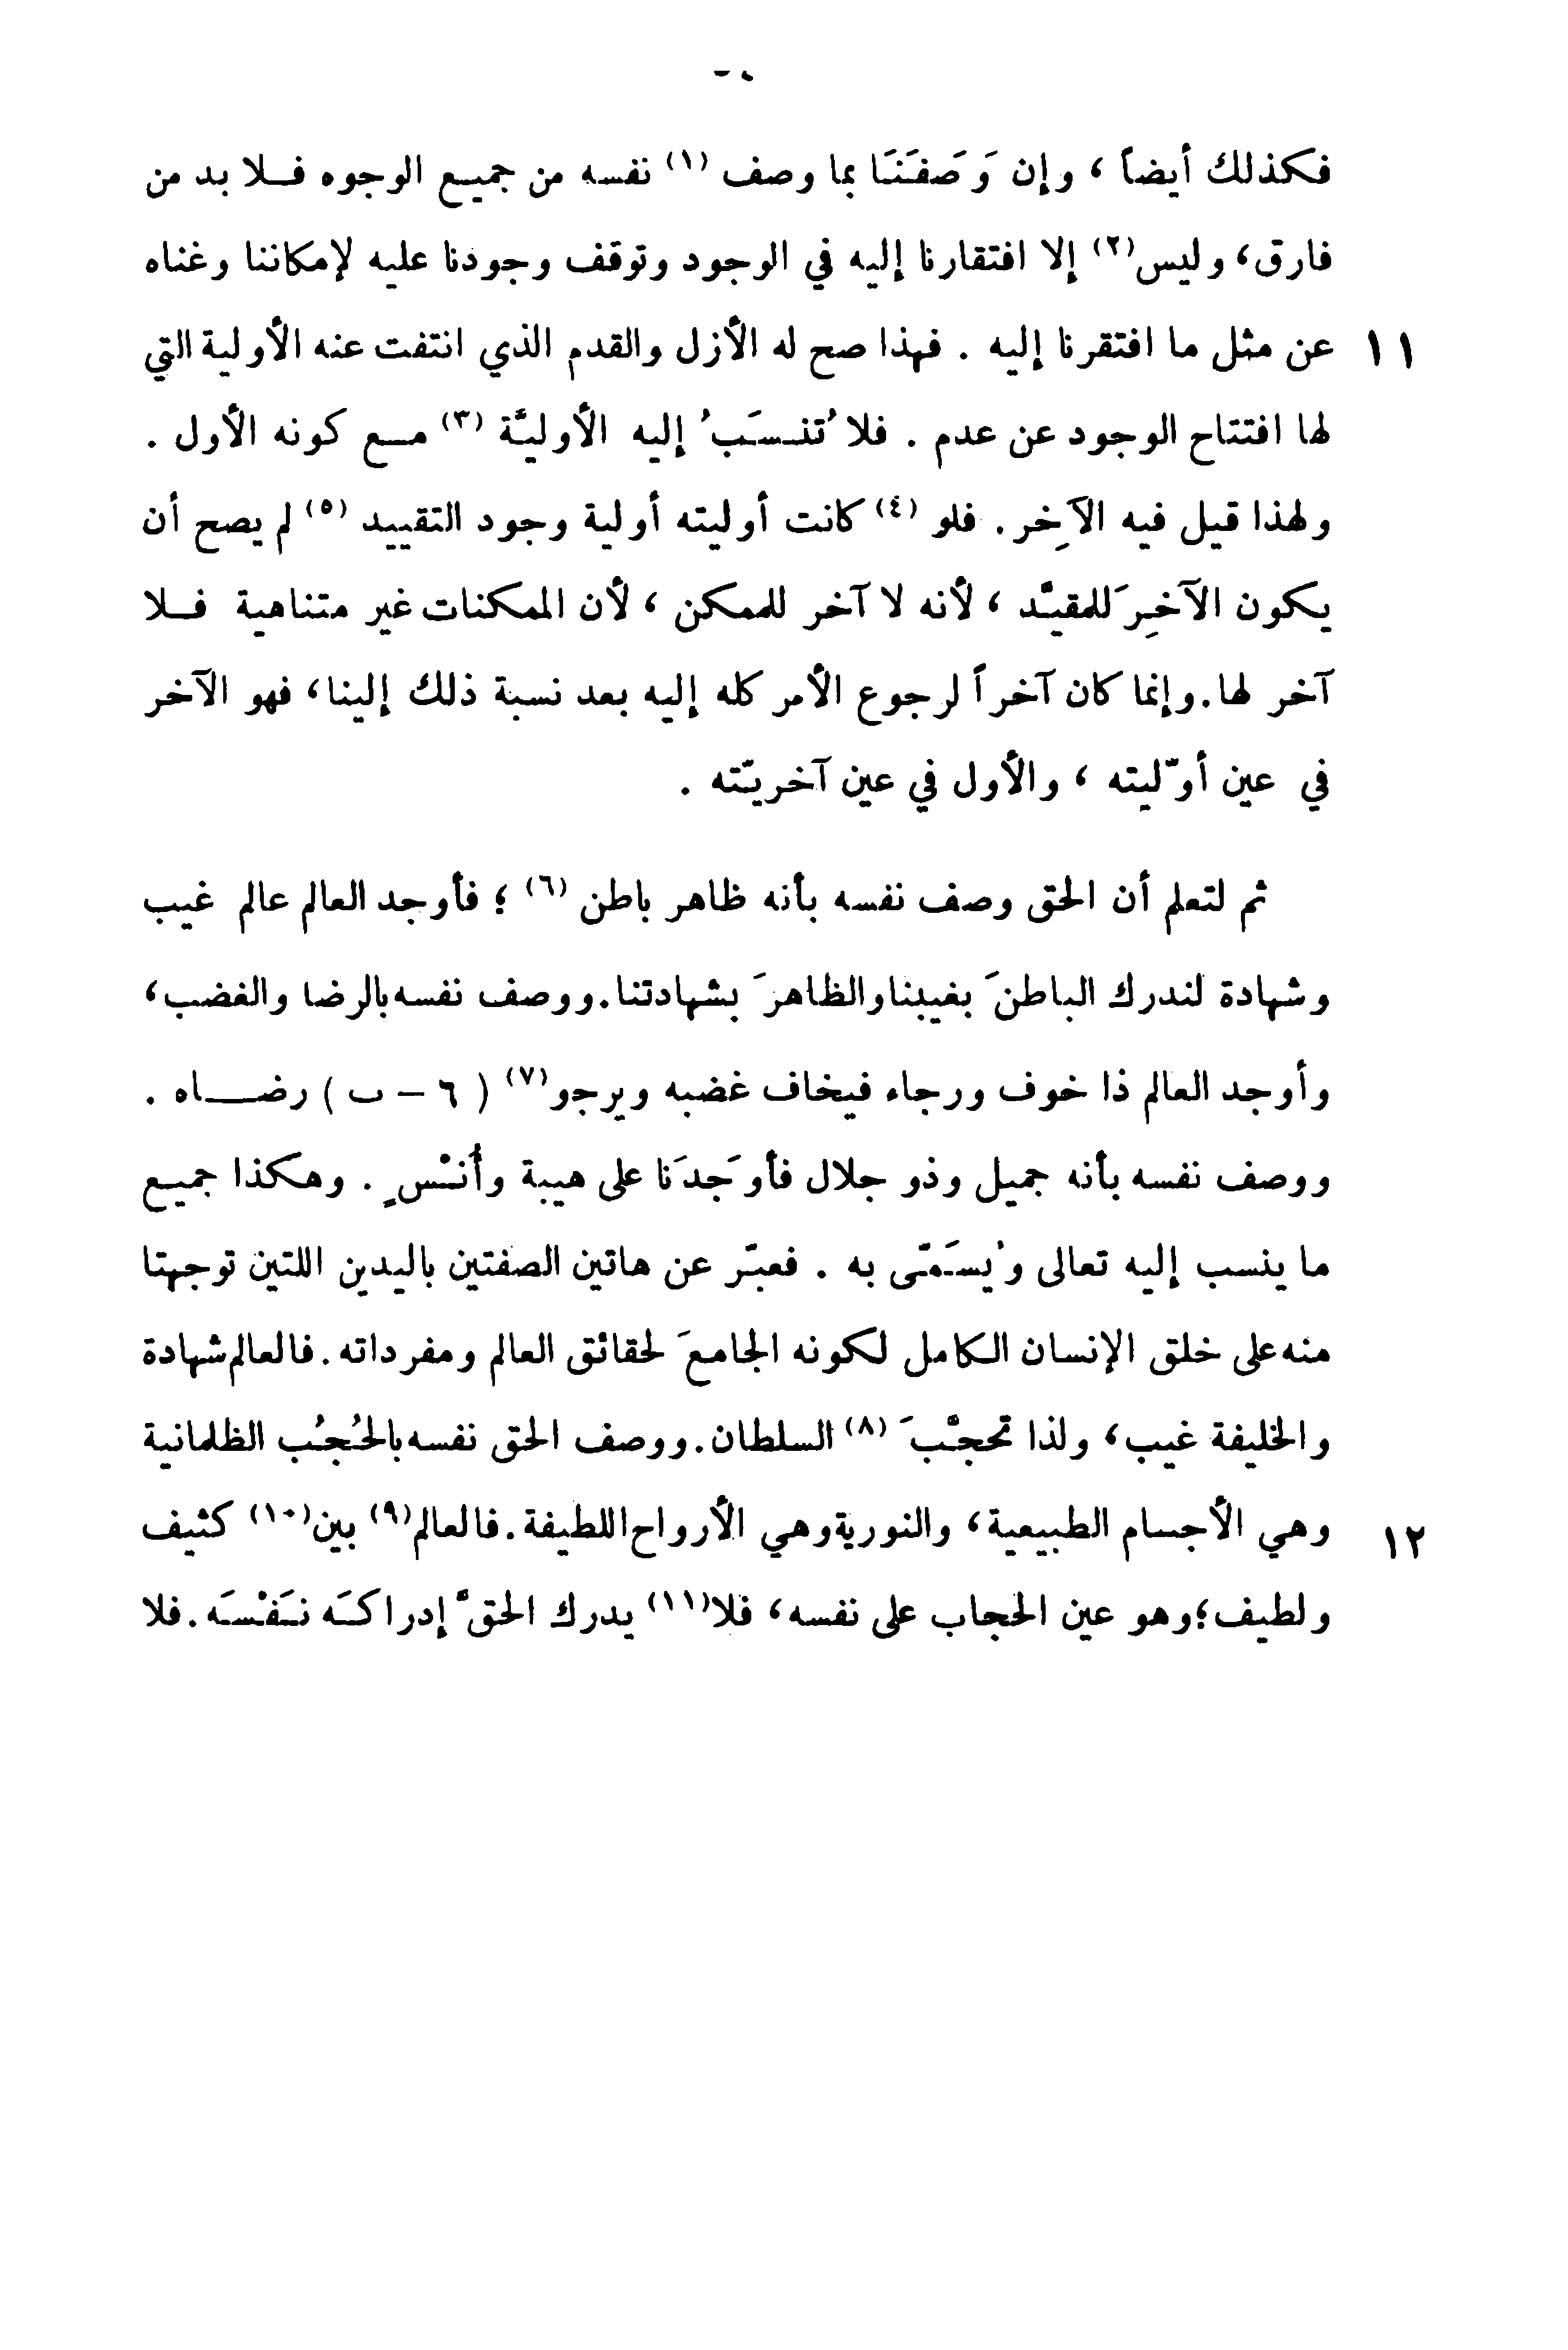 فكذلك أيضاً ، وإن وَصَفَنَا بما وصف (١) نفسه من جميع الوجوه فلا بد من
فارق، وليس(٢) إلا افتقارنا إليه في الوجود وتوقف وجودنا عليه لإمكاننا وغناه
١١ عن مثل ما افتقرنا إليه . فبهذا صح له الأزل والقدم الذي انتفت عنه الأولية التي
لها افتتاح الوجود عن عدم . فلا تُنسَبُ إليه الأوليَّة (٣) مع كونه الأول .
ولهذا قيل فيه الآخِر. فلو (٤) كانت أوليته أولية وجود التقييد (٥) لم يصح أن
يكون الآخِرَ للمقيَّد ، لأنه لا آخر للممكن ، لأن الممكنات غير متناهية فلا
آخر لها. وإنما كان آخراً لرجوع الأمر كله إليه بعد نسبة ذلك إلينا، فهو الآخر
في عين أوّليته ، والأول في عين آخريّته .
ثم لتعلم أن الحق وصف نفسه بأنه ظاهر باطن (٦) ؛ فأوجد العالم عالم غيب
وشهادة لندرك الباطنَ بغيبنا والظاهرَ بشهادتنا. ووصف نفسه بالرضا والغضب،
وأوجد العالم ذا خوف ورجاء فيخاف غضبه ويرجو(٧) ( ٦ – ب ) رضاه .
ووصف نفسه بأنه جميل وذو جلال فأوجَدَنا على هيبة وأُنْسٍ . وهكذا جميع
ما ينسب إليه تعالى ويُسَمَّى به . فعبّر عن هاتين الصفتين باليدين اللتين توجهتا
منه على خلق الإنسان الكامل لكونه الجامعَ لحقائق العالم ومفرداته. فالعالم شهادة
والخليفة غيب، ولذا تحجَّبَ (٨) السلطان. ووصف الحق نفسه بالحُجُب الظلمانية
١٢ وهي الأجسام الطبيعية، والنورية وهي الأرواح اللطيفة. فالعالم(٩) بين(١٠) كثيف
ولطيف؛ وهو عين الحجاب على نفسه، فلا(١١) يدرك الحقَّ إدراكَه نَفْسَه. فلا